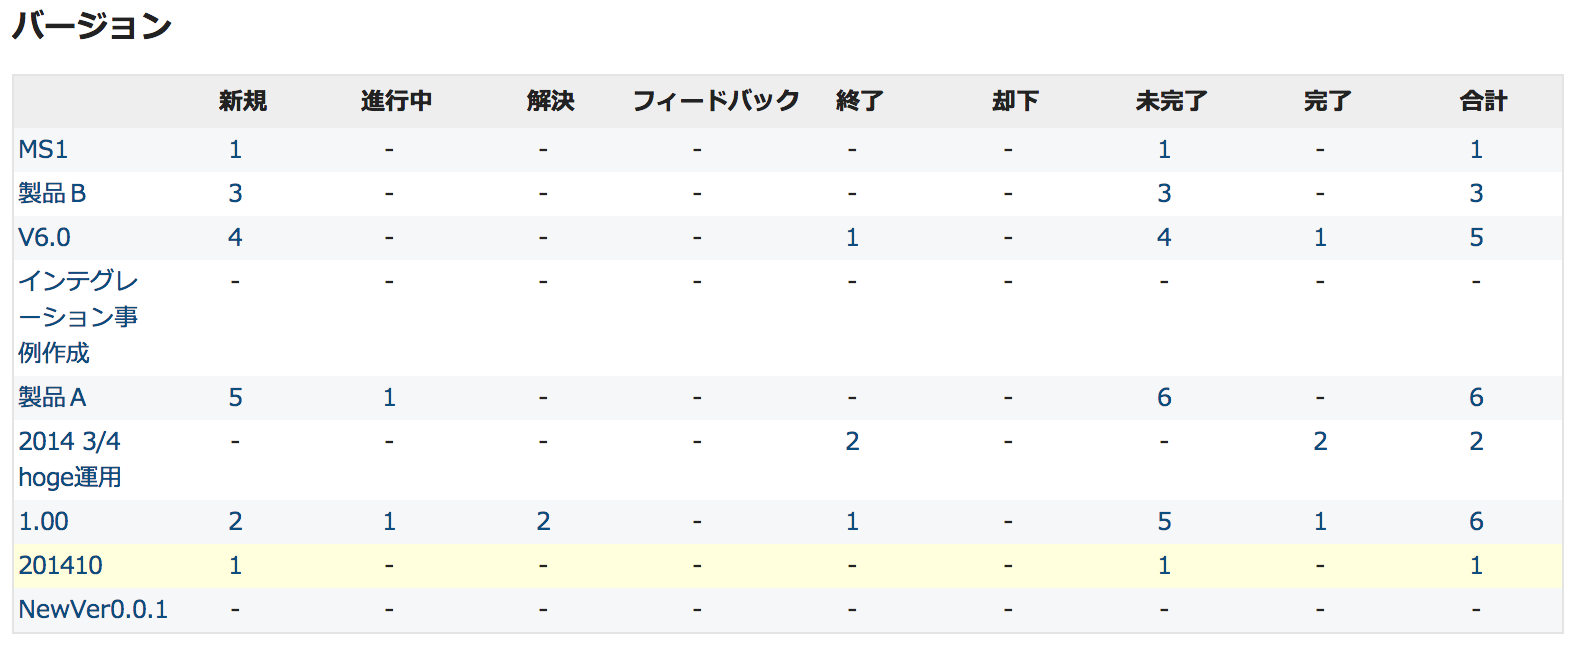 バージョン
新規 進行中 解決 フィードバック 終了 却下 未完了 完了 合計
MS1 1 - - - - - 1 - 1
製品B 3 - - - - - 3 - 3
V6.0 4 - - - 1 - 4 1 5
インテグレ - - - - - - - - -
ーション事
例作成
製品A 5 1 - - - - 6 - 6
2014 3/4 - - - - 2 - - 2 2
hoge運用
1.00 2 1 2 - 1 - 5 1 6
201410 1 - - - - - 1 - 1
NewVer0.0.1 - - - - - - - - -